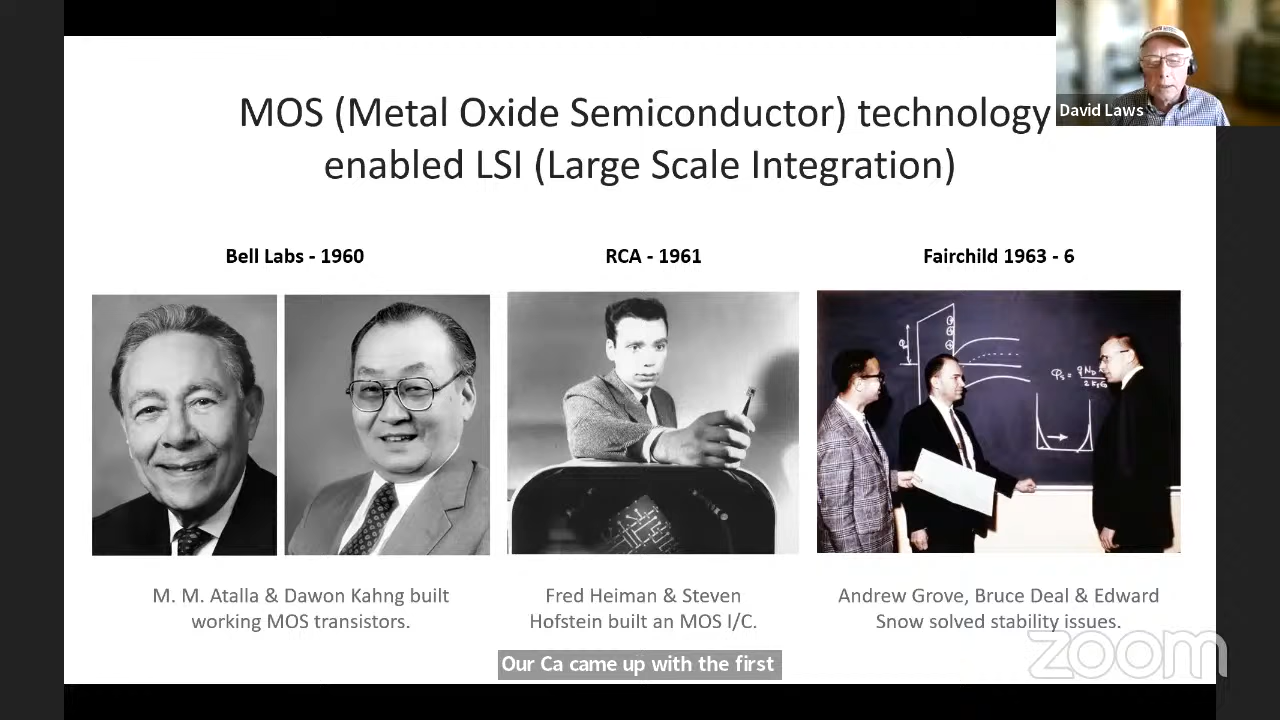 David Laws
MOS (Metal Oxide Semiconductor) technology
enabled LSI (Large Scale Integration)
Bell Labs - 1960
RCA - 1961
Fairchild 1963 - 6
M. M. Atalla & Dawon Kahng built
working MOS transistors.
Fred Heiman & Steven
Hofstein built an MOS I/C.
Andrew Grove, Bruce Deal & Edward
Snow solved stability issues.
zoom
Our Ca came up with the first